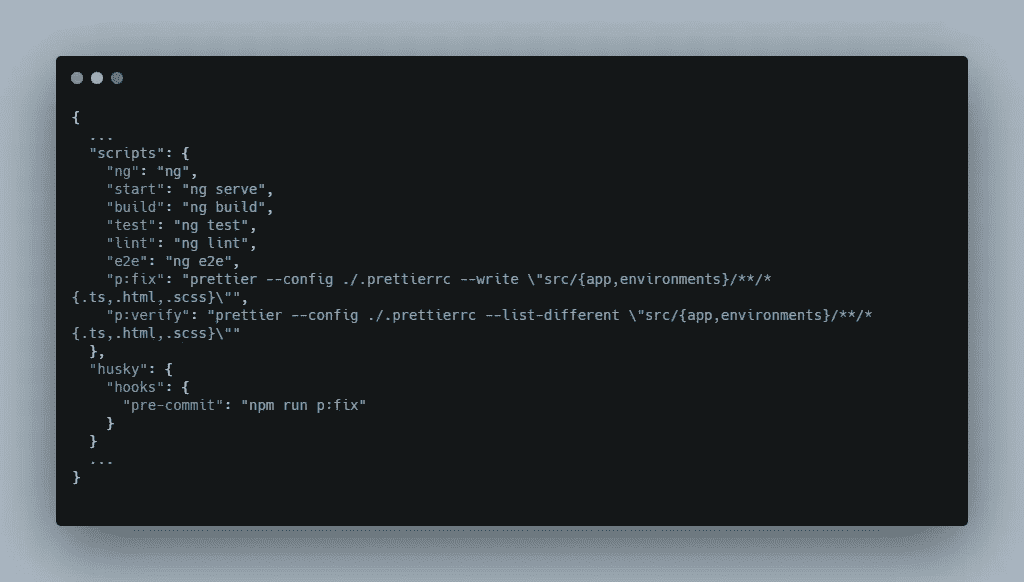 {
  ...
  "scripts": {
    "ng": "ng",
    "start": "ng serve",
    "build": "ng build",
    "test": "ng test",
    "lint": "ng lint",
    "e2e": "ng e2e",
    "p:fix": "prettier --config ./.prettierrc --write \"src/{app,environments}/**/*
{.ts,.html,.scss}\"",
    "p:verify": "prettier --config ./.prettierrc --list-different \"src/{app,environments}/**/*
{.ts,.html,.scss}\""
  },
  "husky": {
    "hooks": {
      "pre-commit": "npm run p:fix"
    }
  }
  ...
}